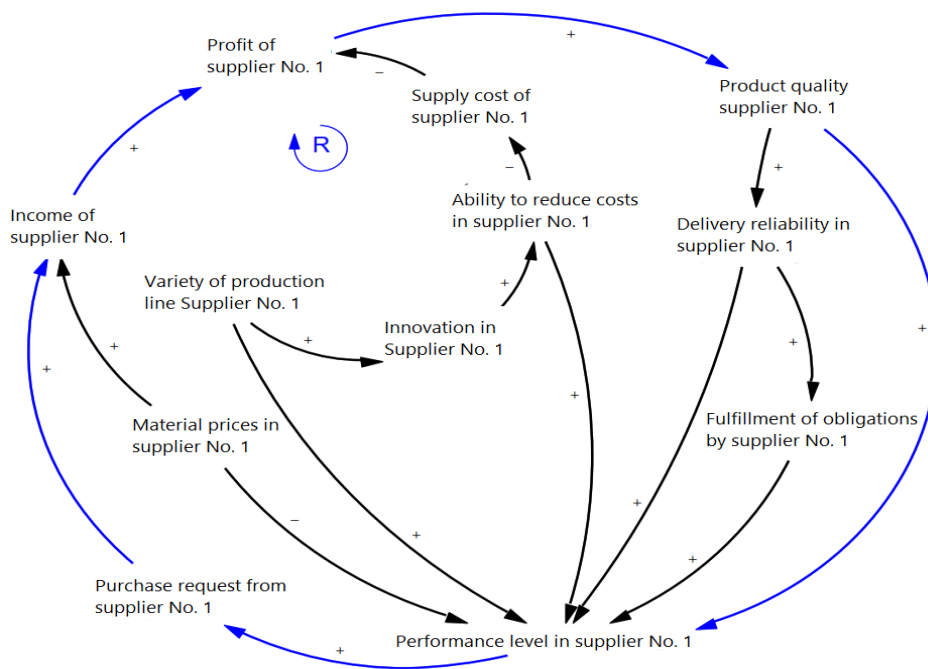 Profit of
supplier No. 1
+
Product quality
supplier No. 1
−
Supply cost of
supplier No. 1
R
+
−
+
Income of
supplier No. 1
Ability to reduce costs
in supplier No. 1
Delivery reliability in
supplier No. 1
Variety of production
line Supplier No. 1
+
Innovation in
Supplier No. 1
+
+
+
+
+
+
Material prices in
supplier No. 1
+
Fulfillment of obligations
by supplier No. 1
−
+
+
+
Purchase request from
supplier No. 1
Performance level in supplier No. 1
+